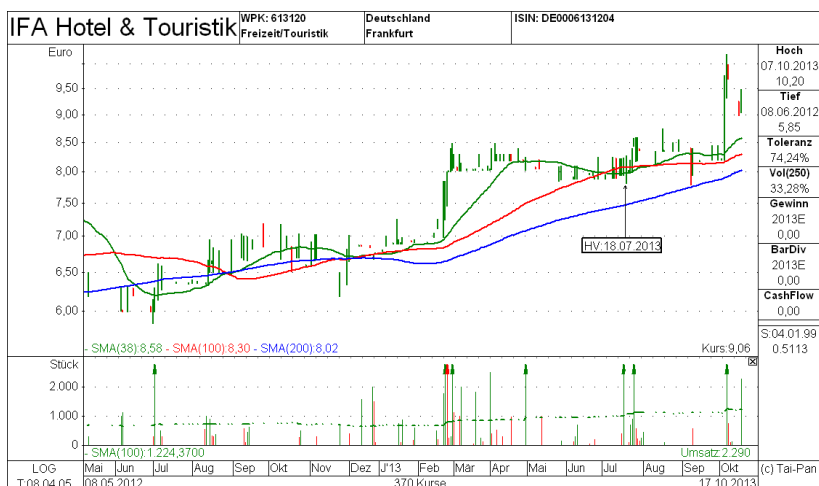 IFA Hotel & Touristik
WPK: 613120
Freizeit/Touristik
Deutschland
Frankfurt
ISIN: DE0006131204
Euro
9,50
9,00
8,50
8,00
7,50
7,00
6,50
6,00
HV:18.07.2013
- SMA(38):8,58 - SMA(100):8,30 - SMA(200):8,02
Kurs:9,06
Hoch
07.10.2013
10,20
Tief
08.06.2012
5,85
Toleranz
74,24%
Vol(250)
33,28%
Gewinn
2013E
0,00
BarDiv
2013E
0,00
CashFlow
0,00
S:04.01.99
0.5113
Stück
2.000
1.000
0
- SMA(100):1.224,3700
Umsatz:2.290
LOG
Mai Jun Jul Aug Sep Okt Nov Dez J'13 Feb Mär Apr Mai Jun Jul Aug Sep Okt
(c) Tai-Pan
T:08.04.05
08.05.2012
370 Kurse
17.10.2013